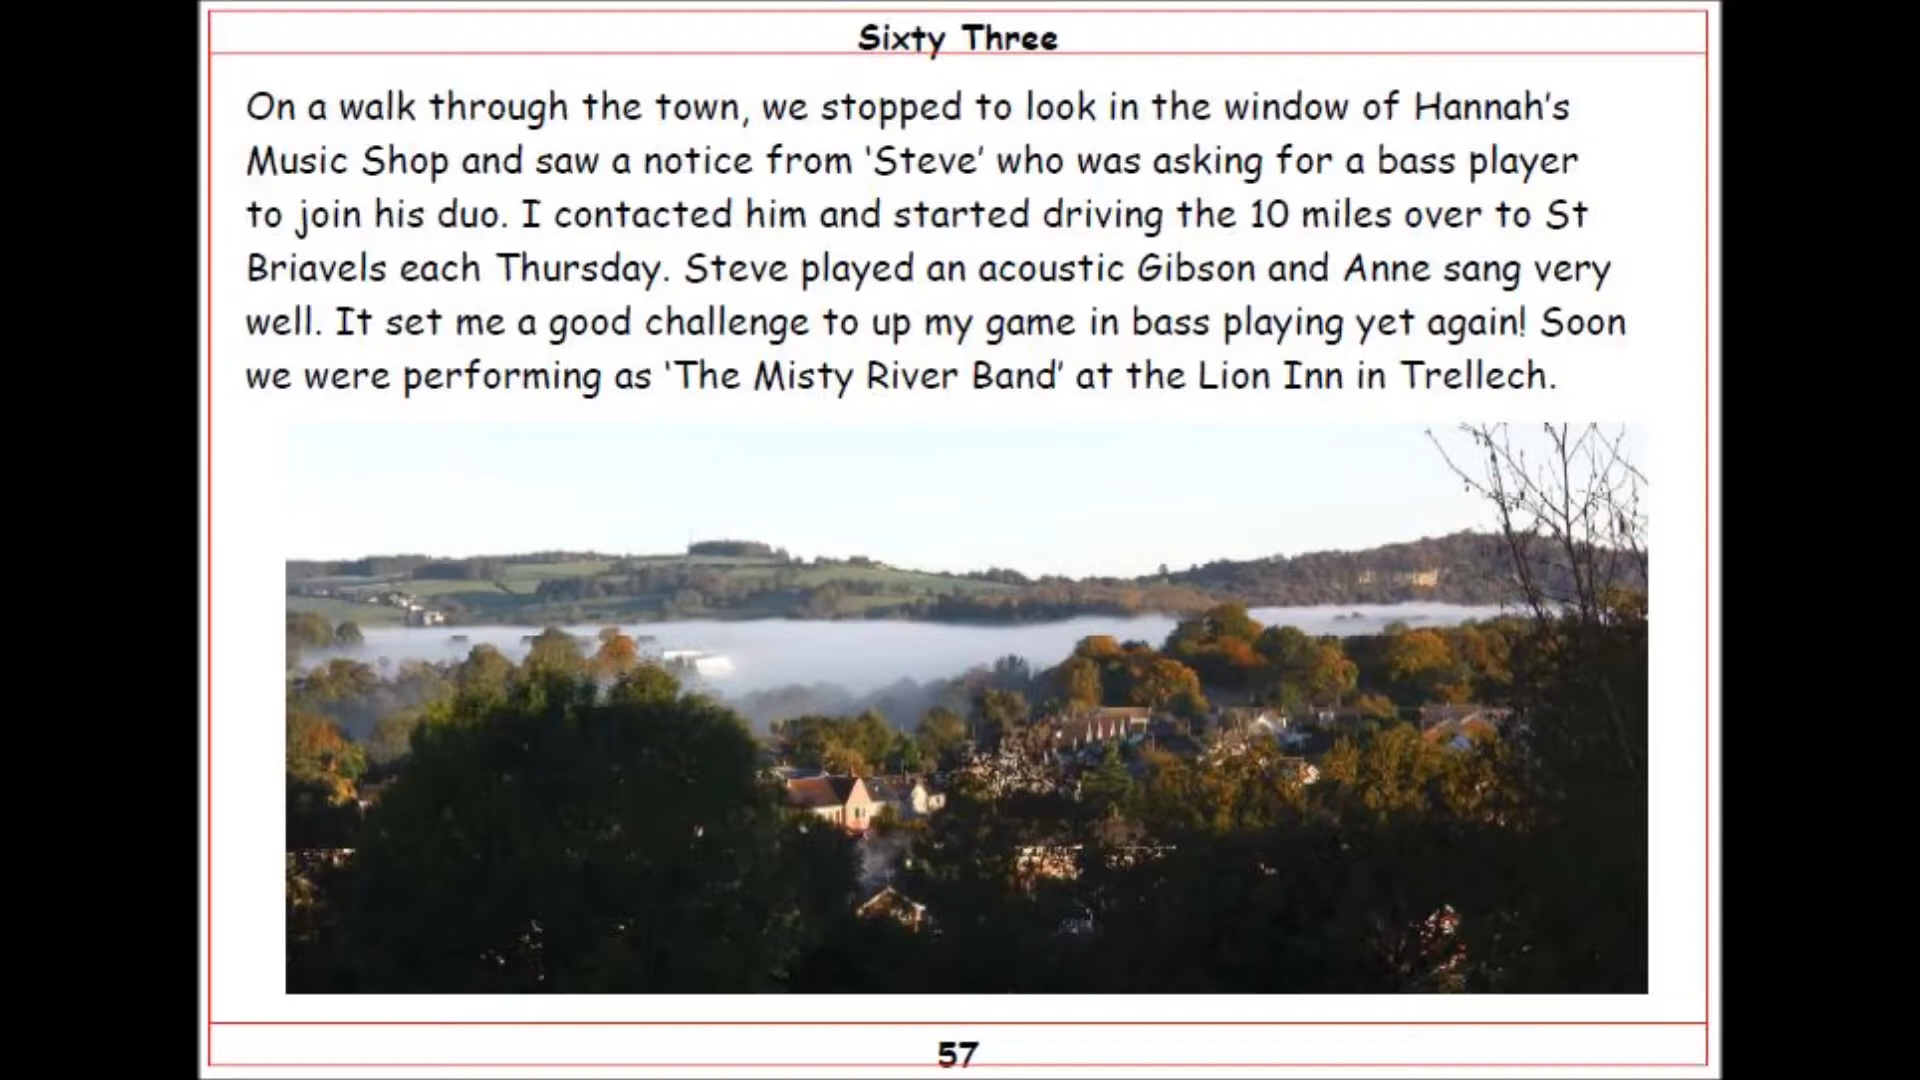 Sixty Three
On a walk through the town, we stopped to look in the window of Hannah's
Music Shop and saw a notice from 'Steve' who was asking for a bass player
to join his duo. I contacted him and started driving the 10 miles over to St
Briavels each Thursday. Steve played an acoustic Gibson and Anne sang very
well. It set me a good challenge to up my game in bass playing yet again! Soon
we were performing as 'The Misty River Band' at the Lion Inn in Trellech.
57